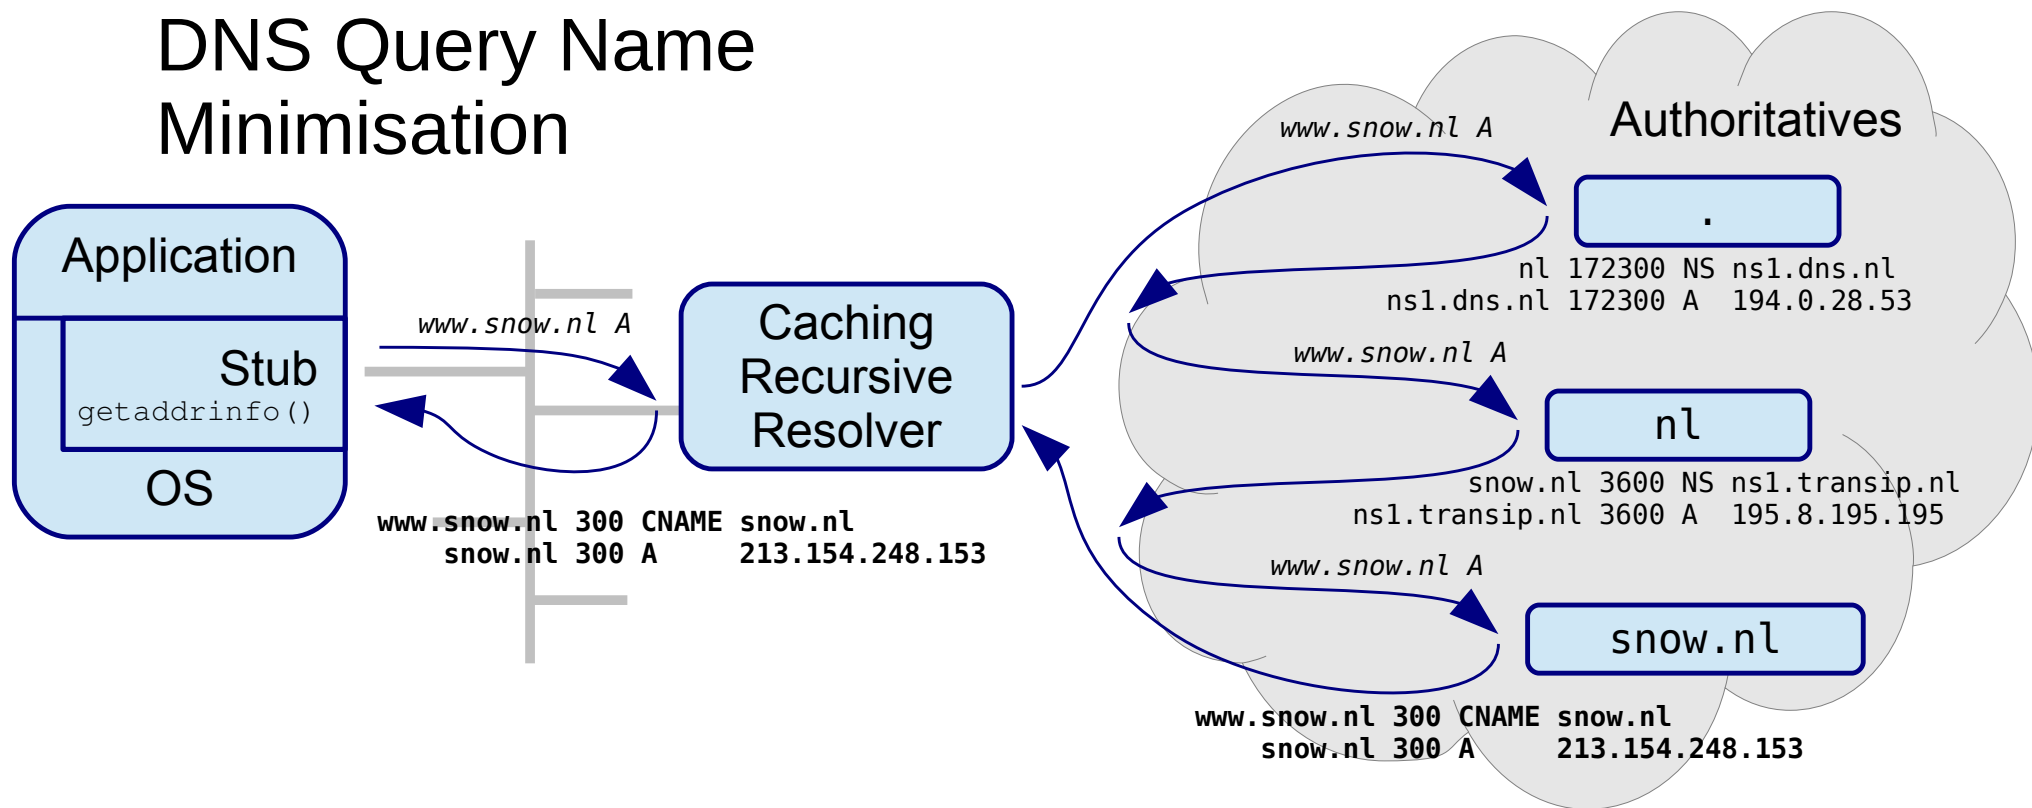 DNS Query Name
Minimisation
Application
Stub
getaddrinfo()
OS
www.snow.nl A
www.snow.nl 300 CNAME snow.nl
snow.nl 300 A 213.154.248.153
Caching
Recursive
Resolver
Authoritatives
www.snow.nl A
.
nl 172300 NS ns1.dns.nl
ns1.dns.nl 172300 A 194.0.28.53
www.snow.nl A
nl
snow.nl 3600 NS ns1.transip.nl
ns1.transip.nl 3600 A 195.8.195.195
www.snow.nl A
snow.nl
www.snow.nl 300 CNAME snow.nl
snow.nl 300 A 213.154.248.153